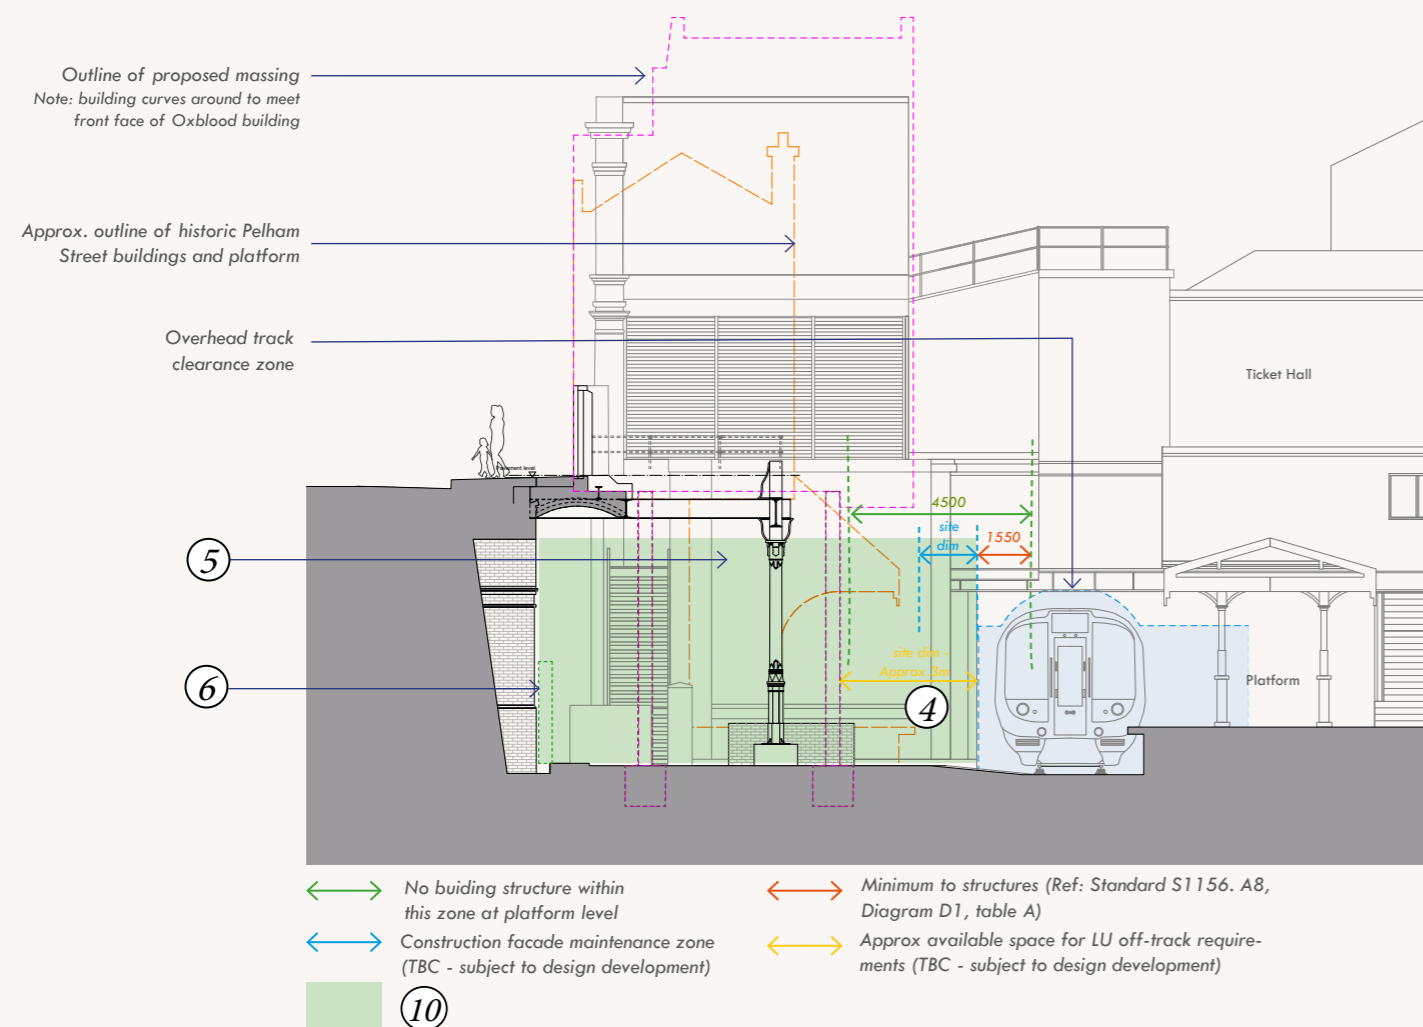 Outline of proposed massing
Note: building curves around to meet
front face of Oxblood building
Approx. outline of historic Pelham
Street buildings and platform
Overhead track
clearance zone
Ticket Hall
Pavement level
4500
site
dim
1550
5
site dim -
Approx 3m
6
4
Platform
No buiding structure within
this zone at platform level
Construction facade maintenance zone
(TBC - subject to design development)
Minimum to structures (Ref: Standard S1156. A8,
Diagram D1, table A)
Approx available space for LU off-track require-
ments (TBC - subject to design development)
10